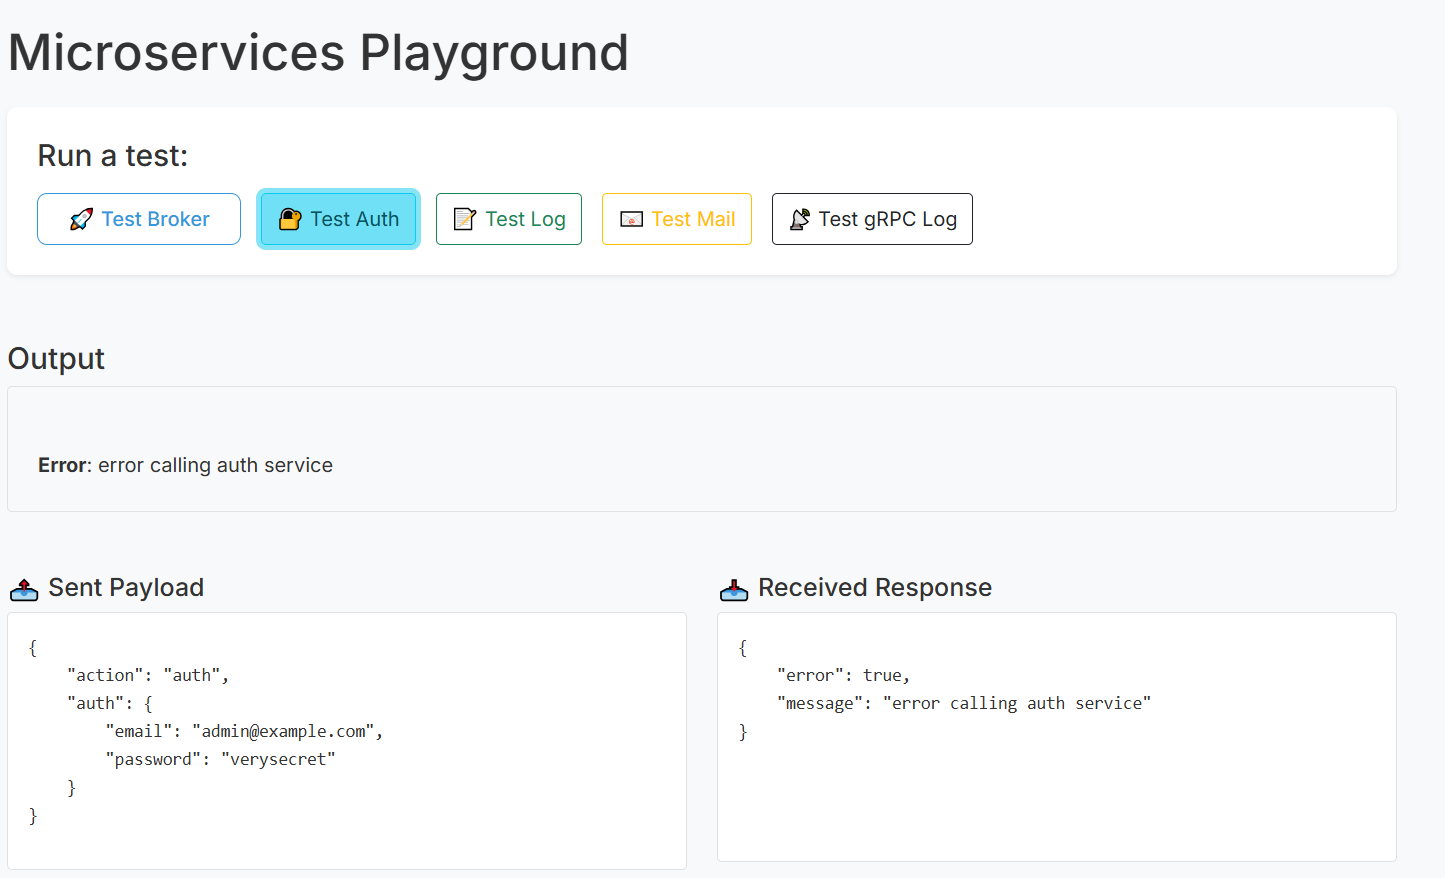 Microservices Playground
Run a test:
🚀 Test Broker
🔐 Test Auth
📝 Test Log
📧 Test Mail
📡 Test gRPC Log
Output
Error: error calling auth service
📤 Sent Payload
{
    "action": "auth",
    "auth": {
        "email": "admin@example.com",
        "password": "verysecret"
    }
}
📥 Received Response
{
    "error": true,
    "message": "error calling auth service"
}